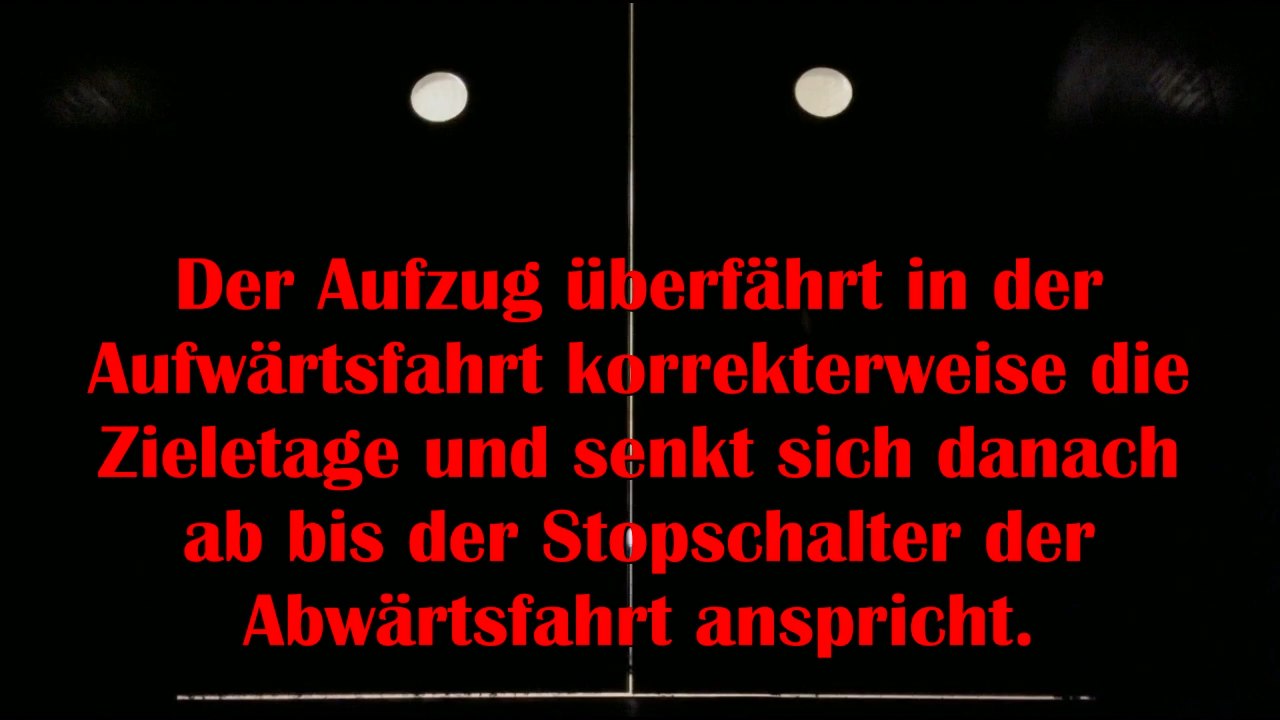 Der Aufzug überfährt in der
Aufwärtsfahrt korrekterweise die
Zieletage und senkt sich danach
ab bis der Stopschalter der
Abwärtsfahrt anspricht.